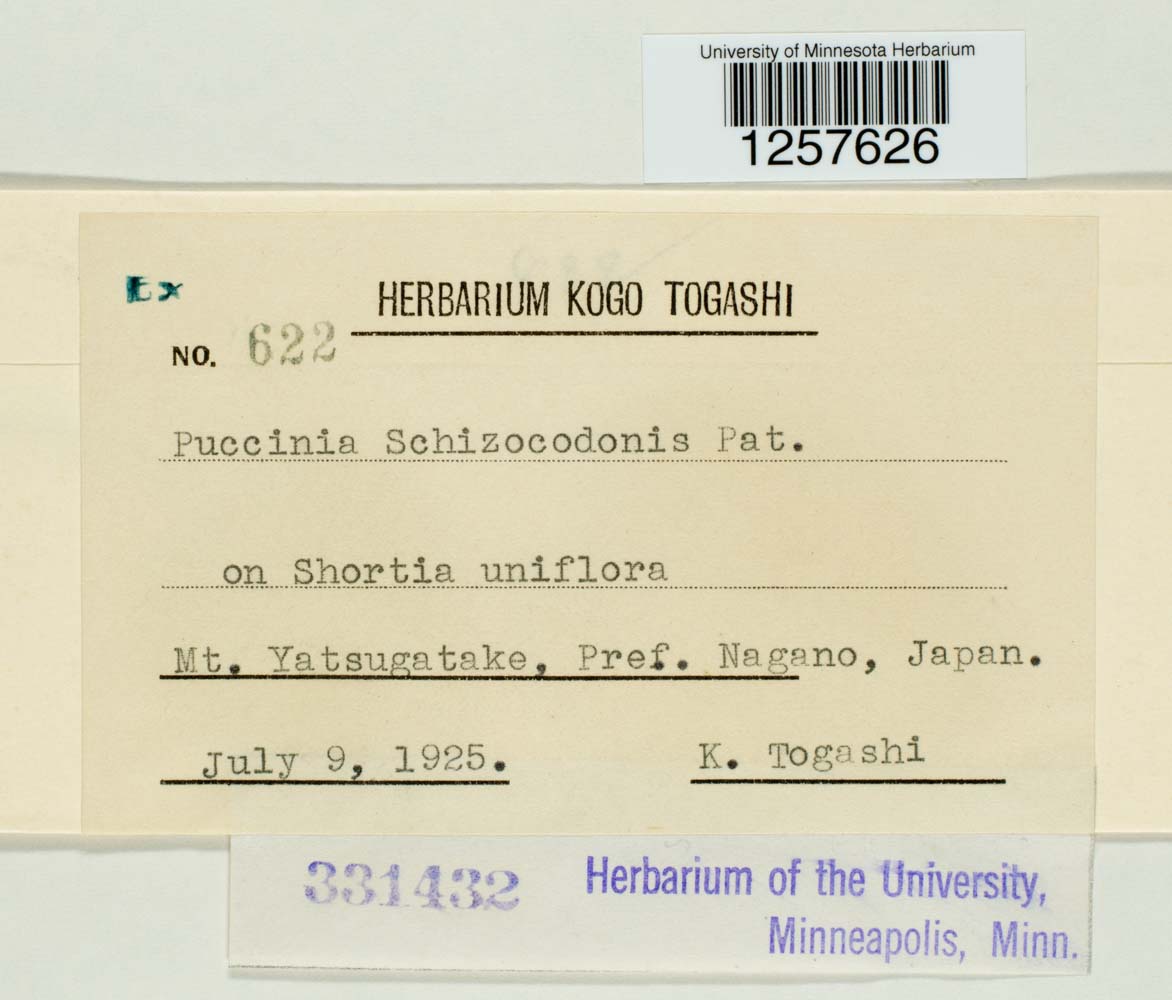 University of Minnesota Herbarium
1257626
Ex
HERBARIUM KOGO TOGASHI
NO. 622
Puccinia Schizocodonis Pat.
on Shortia uniflora
Mt. Yatsugatake, Pref. Nagano, Japan.
July 9, 1925.
K. Togashi
331432
Herbarium of the University,
Minneapolis, Minn.